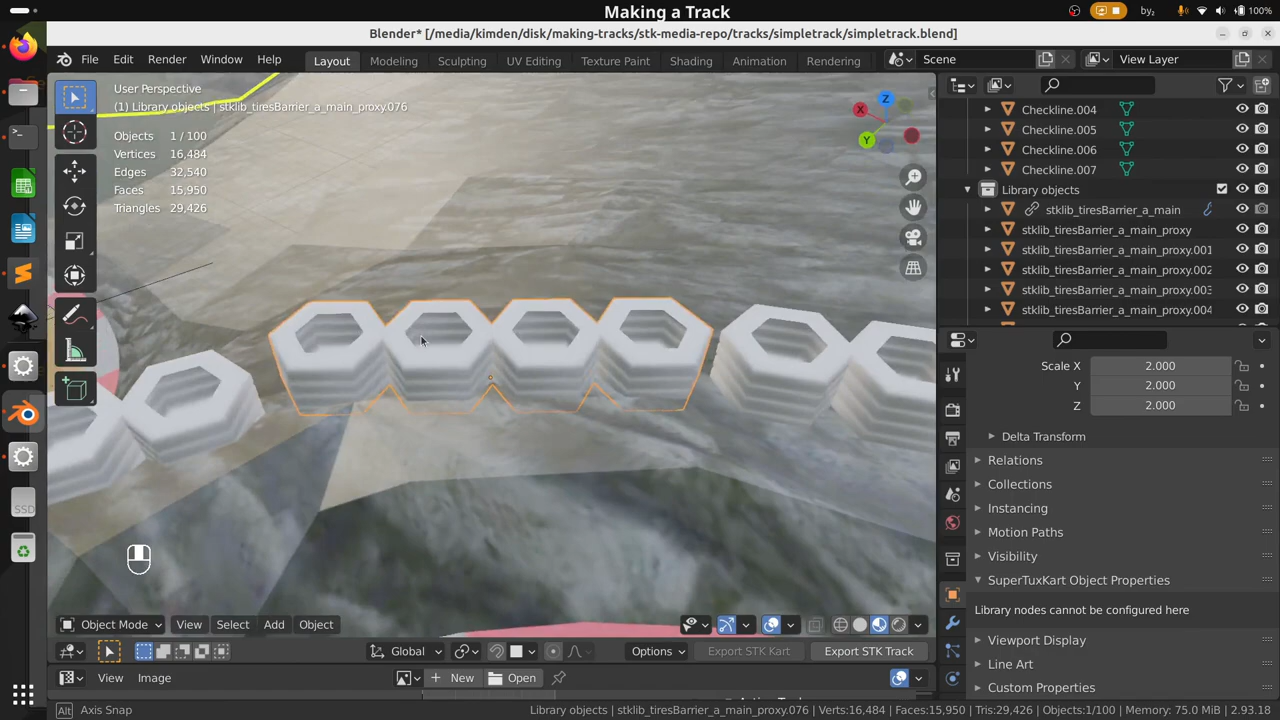 Making a Track
by₂
100%
Blender* [/media/kimden/disk/making-tracks/stk-media-repo/tracks/simpletrack/simpletrack.blend]
File Edit Render Window Help
Layout Modeling Sculpting UV Editing Texture Paint Shading Animation Rendering
Scene
View Layer
User Perspective
(1) Library objects | stklib_tiresBarrier_a_main_proxy.076
Objects 1 / 100
Vertices 16,484
Edges 32,540
Faces 15,950
Triangles 29,426
X
Y
Z
Checkline.004
Checkline.005
Checkline.006
Checkline.007
Library objects
stklib_tiresBarrier_a_main
stklib_tiresBarrier_a_main_proxy
stklib_tiresBarrier_a_main_proxy.001
stklib_tiresBarrier_a_main_proxy.002
stklib_tiresBarrier_a_main_proxy.003
stklib_tiresBarrier_a_main_proxy.004
Scale X 2.000
Y 2.000
Z 2.000
Delta Transform
Relations
Collections
Instancing
Motion Paths
Visibility
SuperTuxKart Object Properties
Library nodes cannot be configured here
Viewport Display
Line Art
Custom Properties
SSD
Object Mode View Select Add Object
Global
Options
Export STK Kart
Export STK Track
View Image
New
Open
Alt Axis Snap
Library objects | stklib_tiresBarrier_a_main_proxy.076 | Verts:16,484 | Faces:15,950 | Tris:29,426 | Objects:1/100 | Memory: 75.0 MiB | 2.93.18